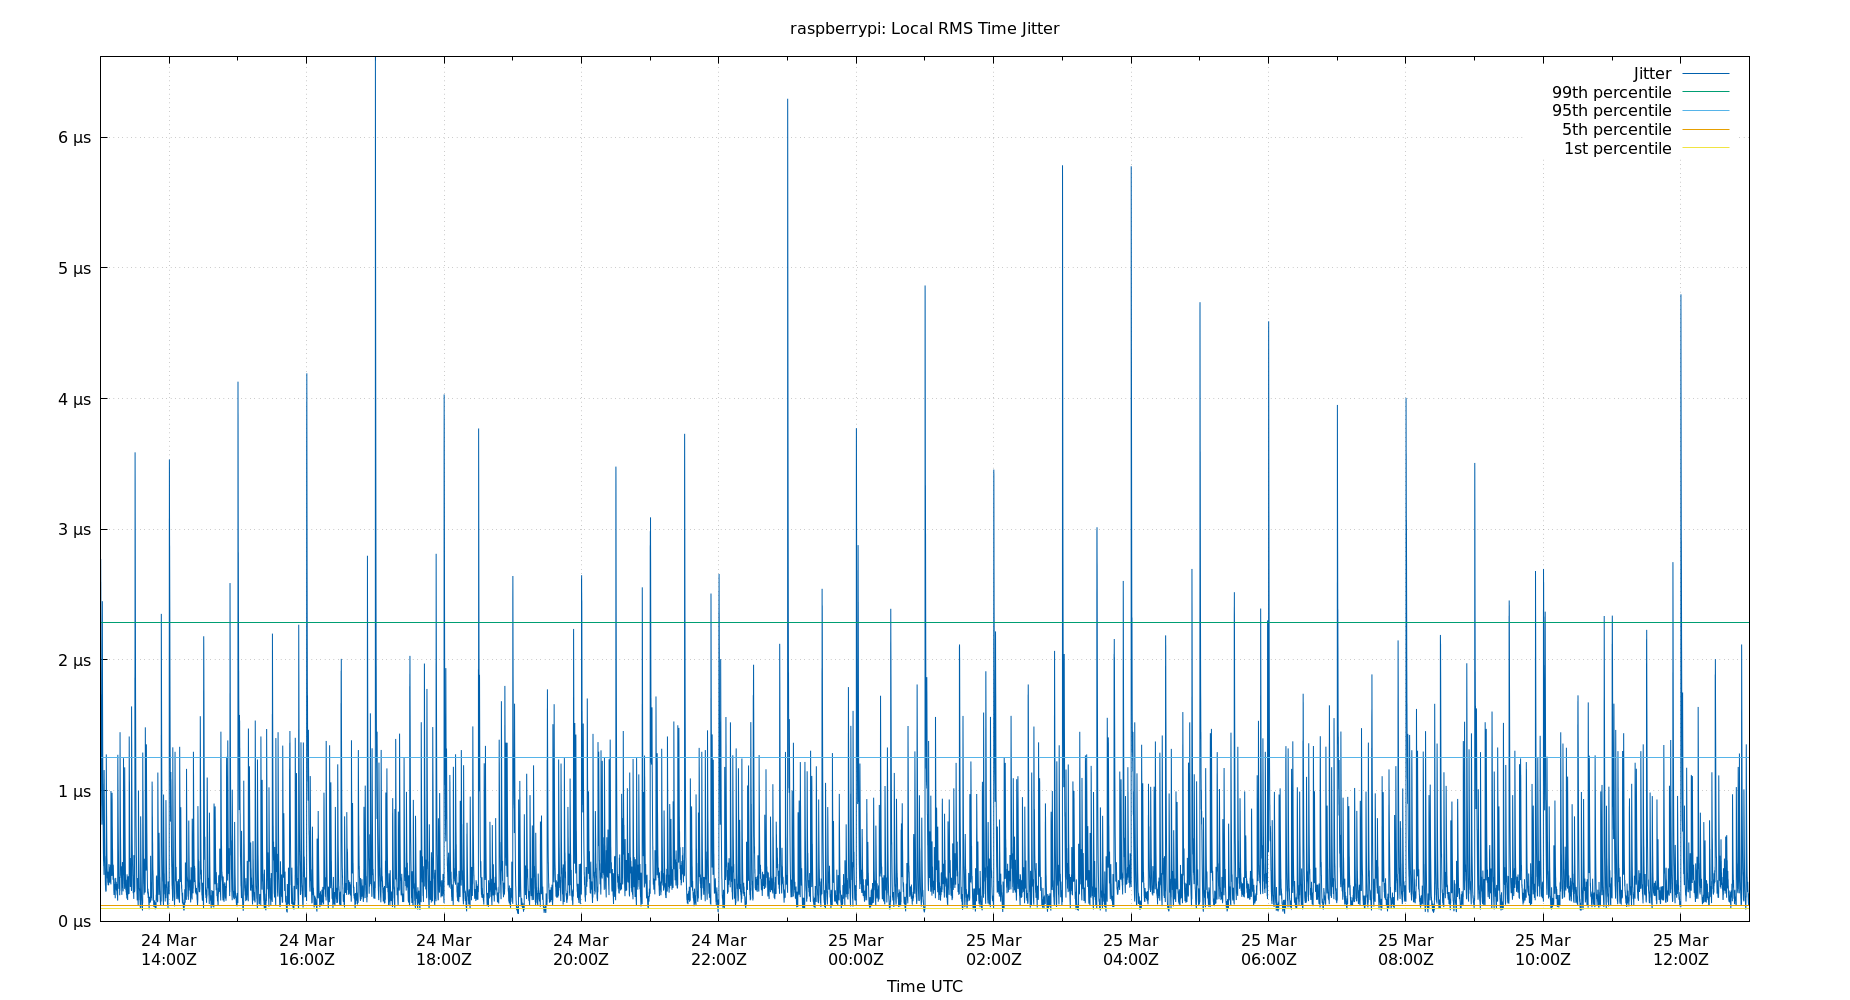 raspberrypi: Local RMS Time Jitter
Jitter
99th percentile
95th percentile
5th percentile
1st percentile
6 µs
5 µs
4 µs
3 µs
2 µs
1 µs
0 µs
24 Mar 24 Mar 24 Mar 24 Mar 24 Mar 25 Mar 25 Mar 25 Mar 25 Mar 25 Mar 25 Mar 25 Mar
14:00Z 16:00Z 18:00Z 20:00Z 22:00Z 00:00Z 02:00Z 04:00Z 06:00Z 08:00Z 10:00Z 12:00Z
Time UTC